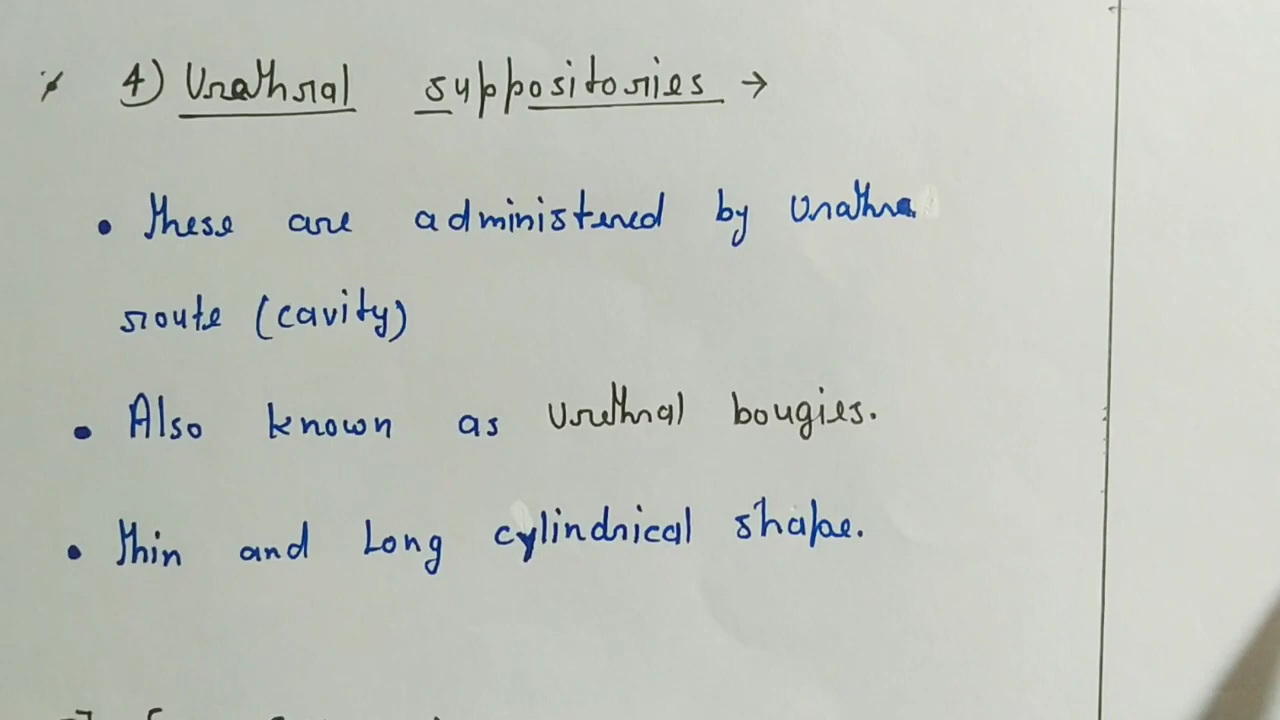 4) Urethral suppositories →
• These are administered by Urathra
route (cavity)
• Also known as Urethral bougies.
• Thin and Long cylindrical shape.